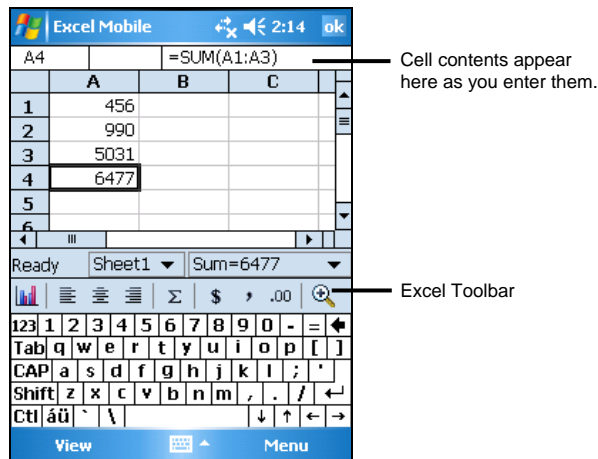 Excel Mobile 2:14 ok
A4 =SUM(A1:A3)
Cell contents appear
here as you enter them.
A B C
1 456
2 990
3 5031
4 6477
5
6
Ready Sheet1 Sum=6477
Σ $ , .00
Excel Toolbar
123 1 2 3 4 5 6 7 8 9 0 - =
Tab q w e r t y u i o p [ ]
CAP a s d f g h j k l ; '
Shift z x c v b n m , . /
Ctl áü ` \ ↓ ↑ ← →
View Menu